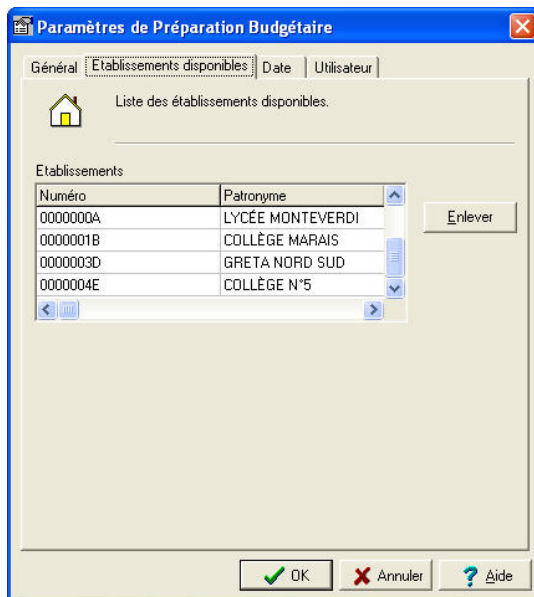 Paramètres de Préparation Budgétaire
Général Etablissements disponibles Date Utilisateur
Liste des établissements disponibles.
Etablissements
Numéro Patronyme
0000000A LYCÉE MONTEVERDI
0000001B COLLÈGE MARAIS
0000003D GRETA NORD SUD
0000004E COLLÈGE N°5
Enlever
OK Annuler Aide